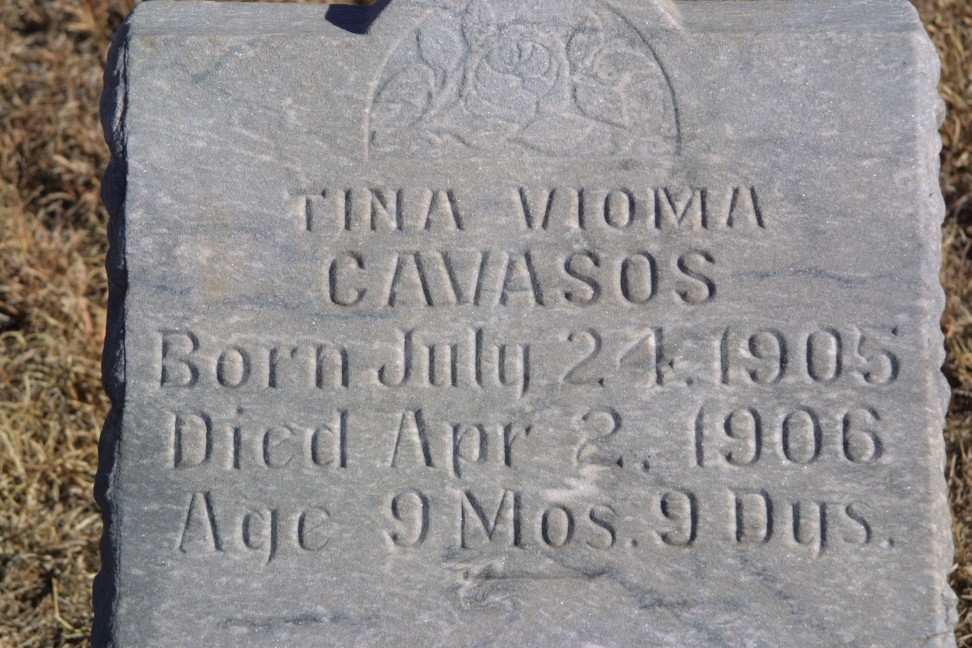 TINA VIOMA
CAVASOS
Born July 24. 1905
Died Apr 2. 1906
Age 9 Mos. 9 Dys.